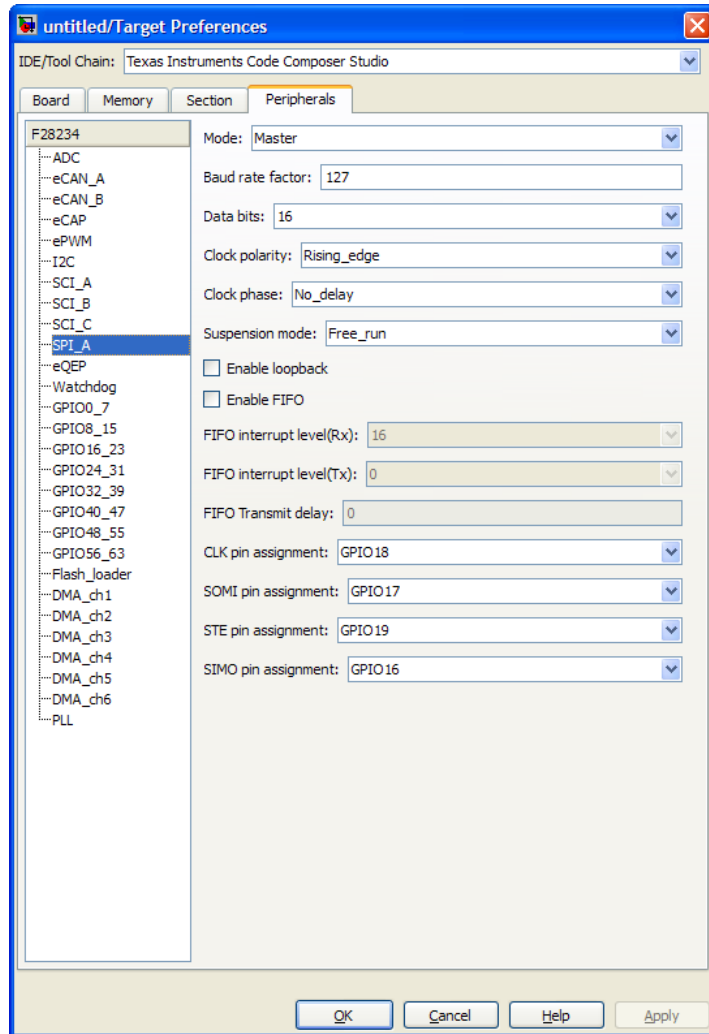 untitled/Target Preferences
IDE/Tool Chain: Texas Instruments Code Composer Studio
Board Memory Section Peripherals
F28234
ADC
eCAN_A
eCAN_B
eCAP
ePWM
I2C
SCI_A
SCI_B
SCI_C
SPI_A
eQEP
Watchdog
GPIO0_7
GPIO8_15
GPIO16_23
GPIO24_31
GPIO32_39
GPIO40_47
GPIO48_55
GPIO56_63
Flash_loader
DMA_ch1
DMA_ch2
DMA_ch3
DMA_ch4
DMA_ch5
DMA_ch6
PLL
Mode: Master
Baud rate factor: 127
Data bits: 16
Clock polarity: Rising_edge
Clock phase: No_delay
Suspension mode: Free_run
Enable loopback
Enable FIFO
FIFO interrupt level(Rx): 16
FIFO interrupt level(Tx): 0
FIFO Transmit delay: 0
CLK pin assignment: GPIO18
SOMI pin assignment: GPIO17
STE pin assignment: GPIO19
SIMO pin assignment: GPIO16
OK Cancel Help Apply